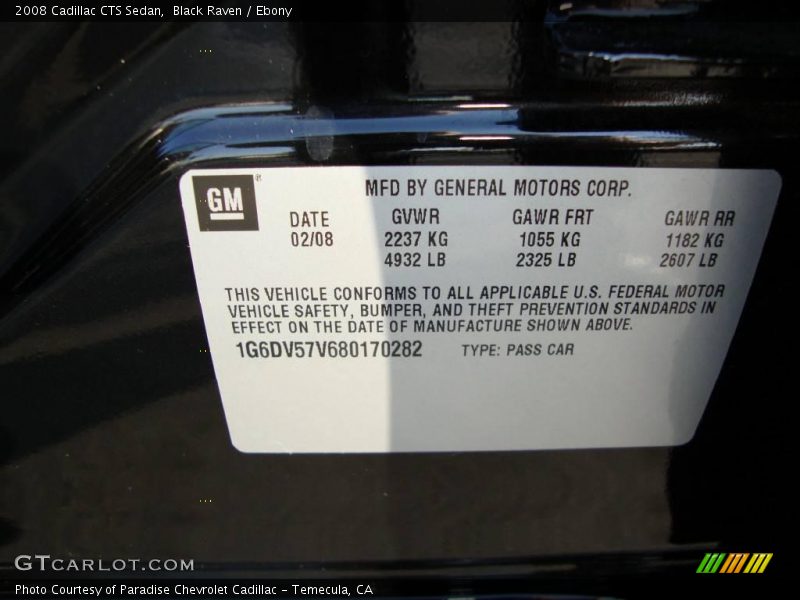 2008 Cadillac CTS Sedan, Black Raven / Ebony
GM®
MFD BY GENERAL MOTORS CORP.
DATE GVWR GAWR FRT GAWR RR
02/08 2237 KG 1055 KG 1182 KG
4932 LB 2325 LB 2607 LB
THIS VEHICLE CONFORMS TO ALL APPLICABLE U.S. FEDERAL MOTOR
VEHICLE SAFETY, BUMPER, AND THEFT PREVENTION STANDARDS IN
EFFECT ON THE DATE OF MANUFACTURE SHOWN ABOVE.
1G6DV57V680170282 TYPE: PASS CAR
GTCARLOT.COM
Photo Courtesy of Paradise Chevrolet Cadillac - Temecula, CA